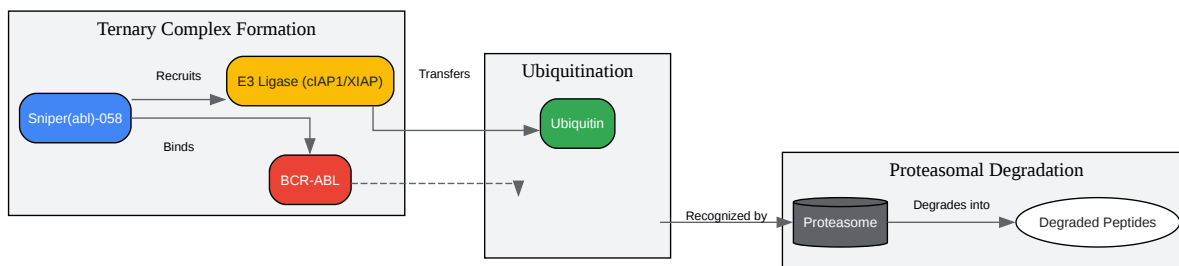 Ternary Complex Formation
Recruits
E3 Ligase (cIAP1/XIAP)
Sniper(abl)-058
Binds
BCR-ABL
Transfers
Ubiquitination
Ubiquitin
Recognized by
Proteasomal Degradation
Proteasome
Degrades into
Degraded Peptides